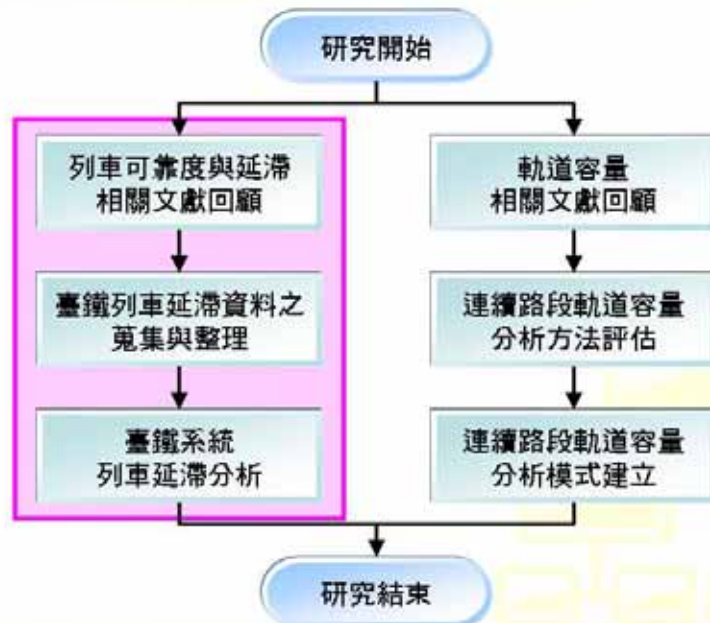 研究開始
列車可靠度與延滯
相關文獻回顧
臺鐵列車延滯資料之
蒐集與整理
臺鐵系統
列車延滯分析
軌道容量
相關文獻回顧
連續路段軌道容量
分析方法評估
連續路段軌道容量
分析模式建立
研究結束